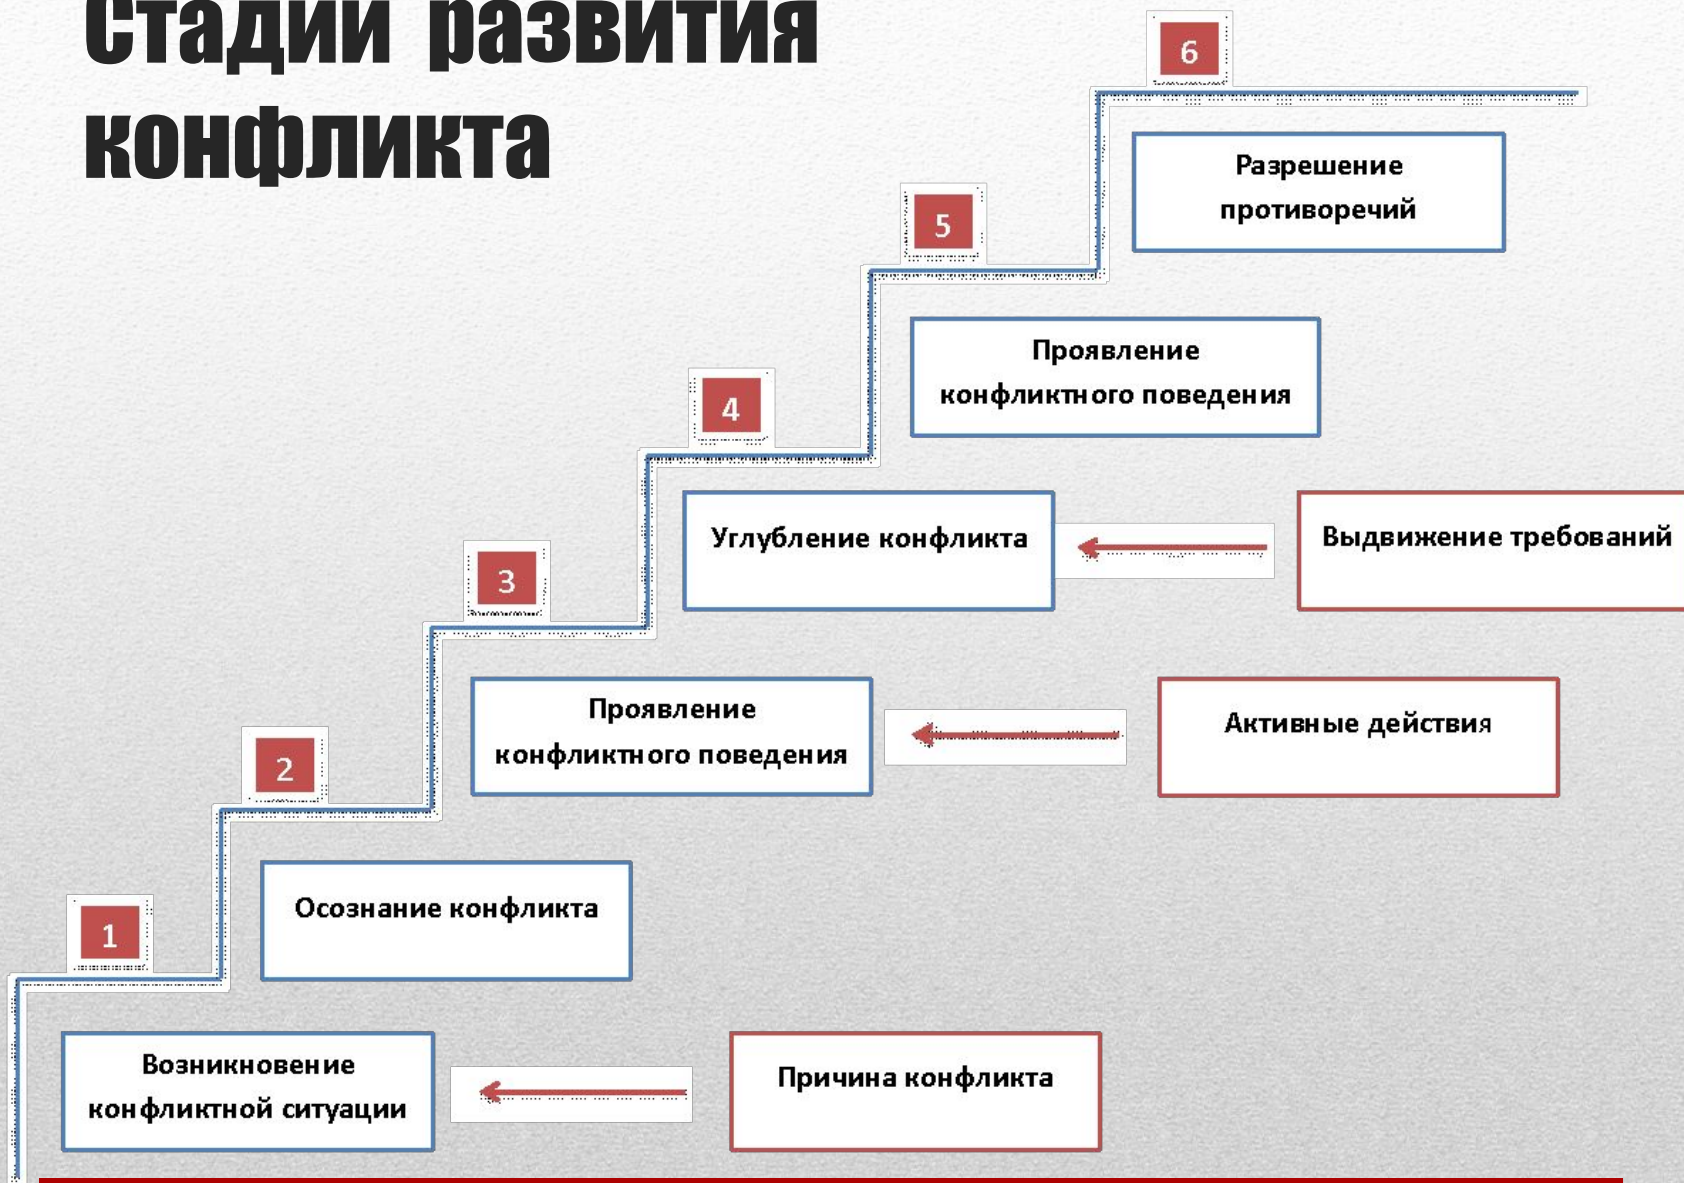 Стадии развития
конфликта
6
Разрешение
противоречий
5
Проявление
конфликтного поведения
4
Углубление конфликта
Выдвижение требований
3
Проявление
конфликтного поведения
Активные действия
2
Осознание конфликта
1
Возникновение
конфликтной ситуации
Причина конфликта